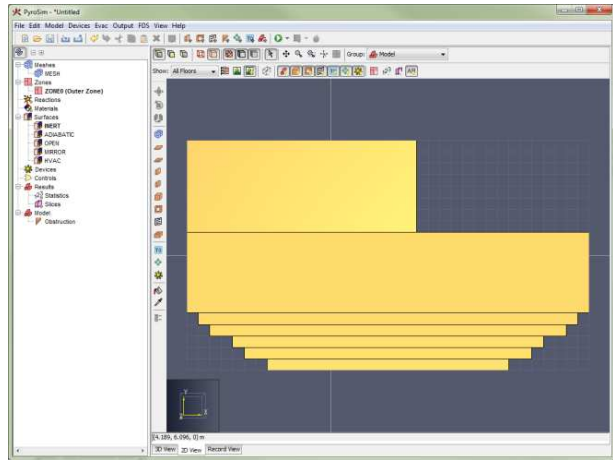 PyroSim - *Untitled
File Edit Model Devices Evac Output FDS View Help
Group: Model
Show: All Floors
Meshes
MESH
Zones
ZONE0 (Outer Zone)
Reactions
Materials
Surfaces
INERT
ADIABATIC
OPEN
MIRROR
HVAC
Devices
Controls
Results
Statistics
Slices
Model
Obstruction
Y
X
[4.189, 6.096, 0] m
3D View 2D View Record View